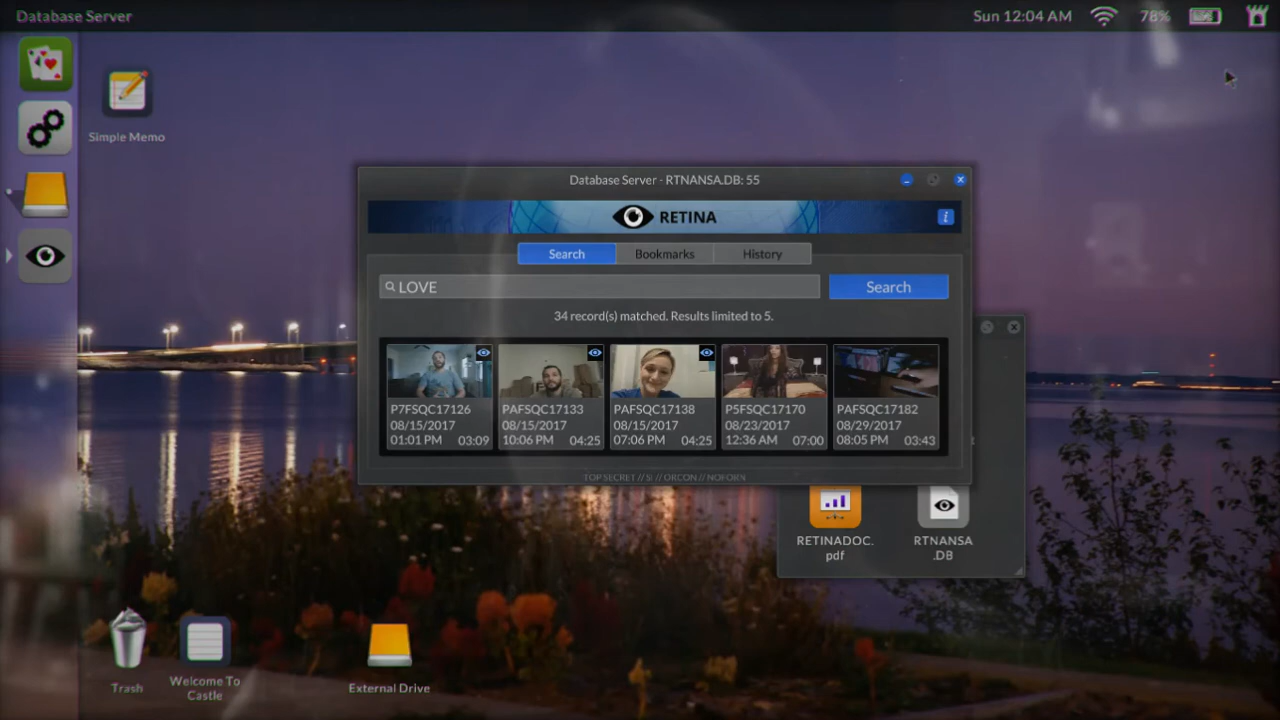 Database Server
Sun 12:04 AM
78%
Simple Memo
Database Server - RTNANSA.DB: 55
RETINA
i
Search
Bookmarks
History
LOVE
Search
34 record(s) matched. Results limited to 5.
P7FSQC17126
08/15/2017
01:01 PM 03:09
PAFSQC17133
08/15/2017
10:06 PM 04:25
PAFSQC17138
08/15/2017
07:06 PM 04:25
P5FSQC17170
08/23/2017
12:36 AM 07:00
PAFSQC17182
08/29/2017
08:05 PM 03:43
TOP SECRET // SI // ORCON // NOFORN
RETINADOC.
pdf
RTNANSA
.DB
Trash
Welcome To
Castle
External Drive